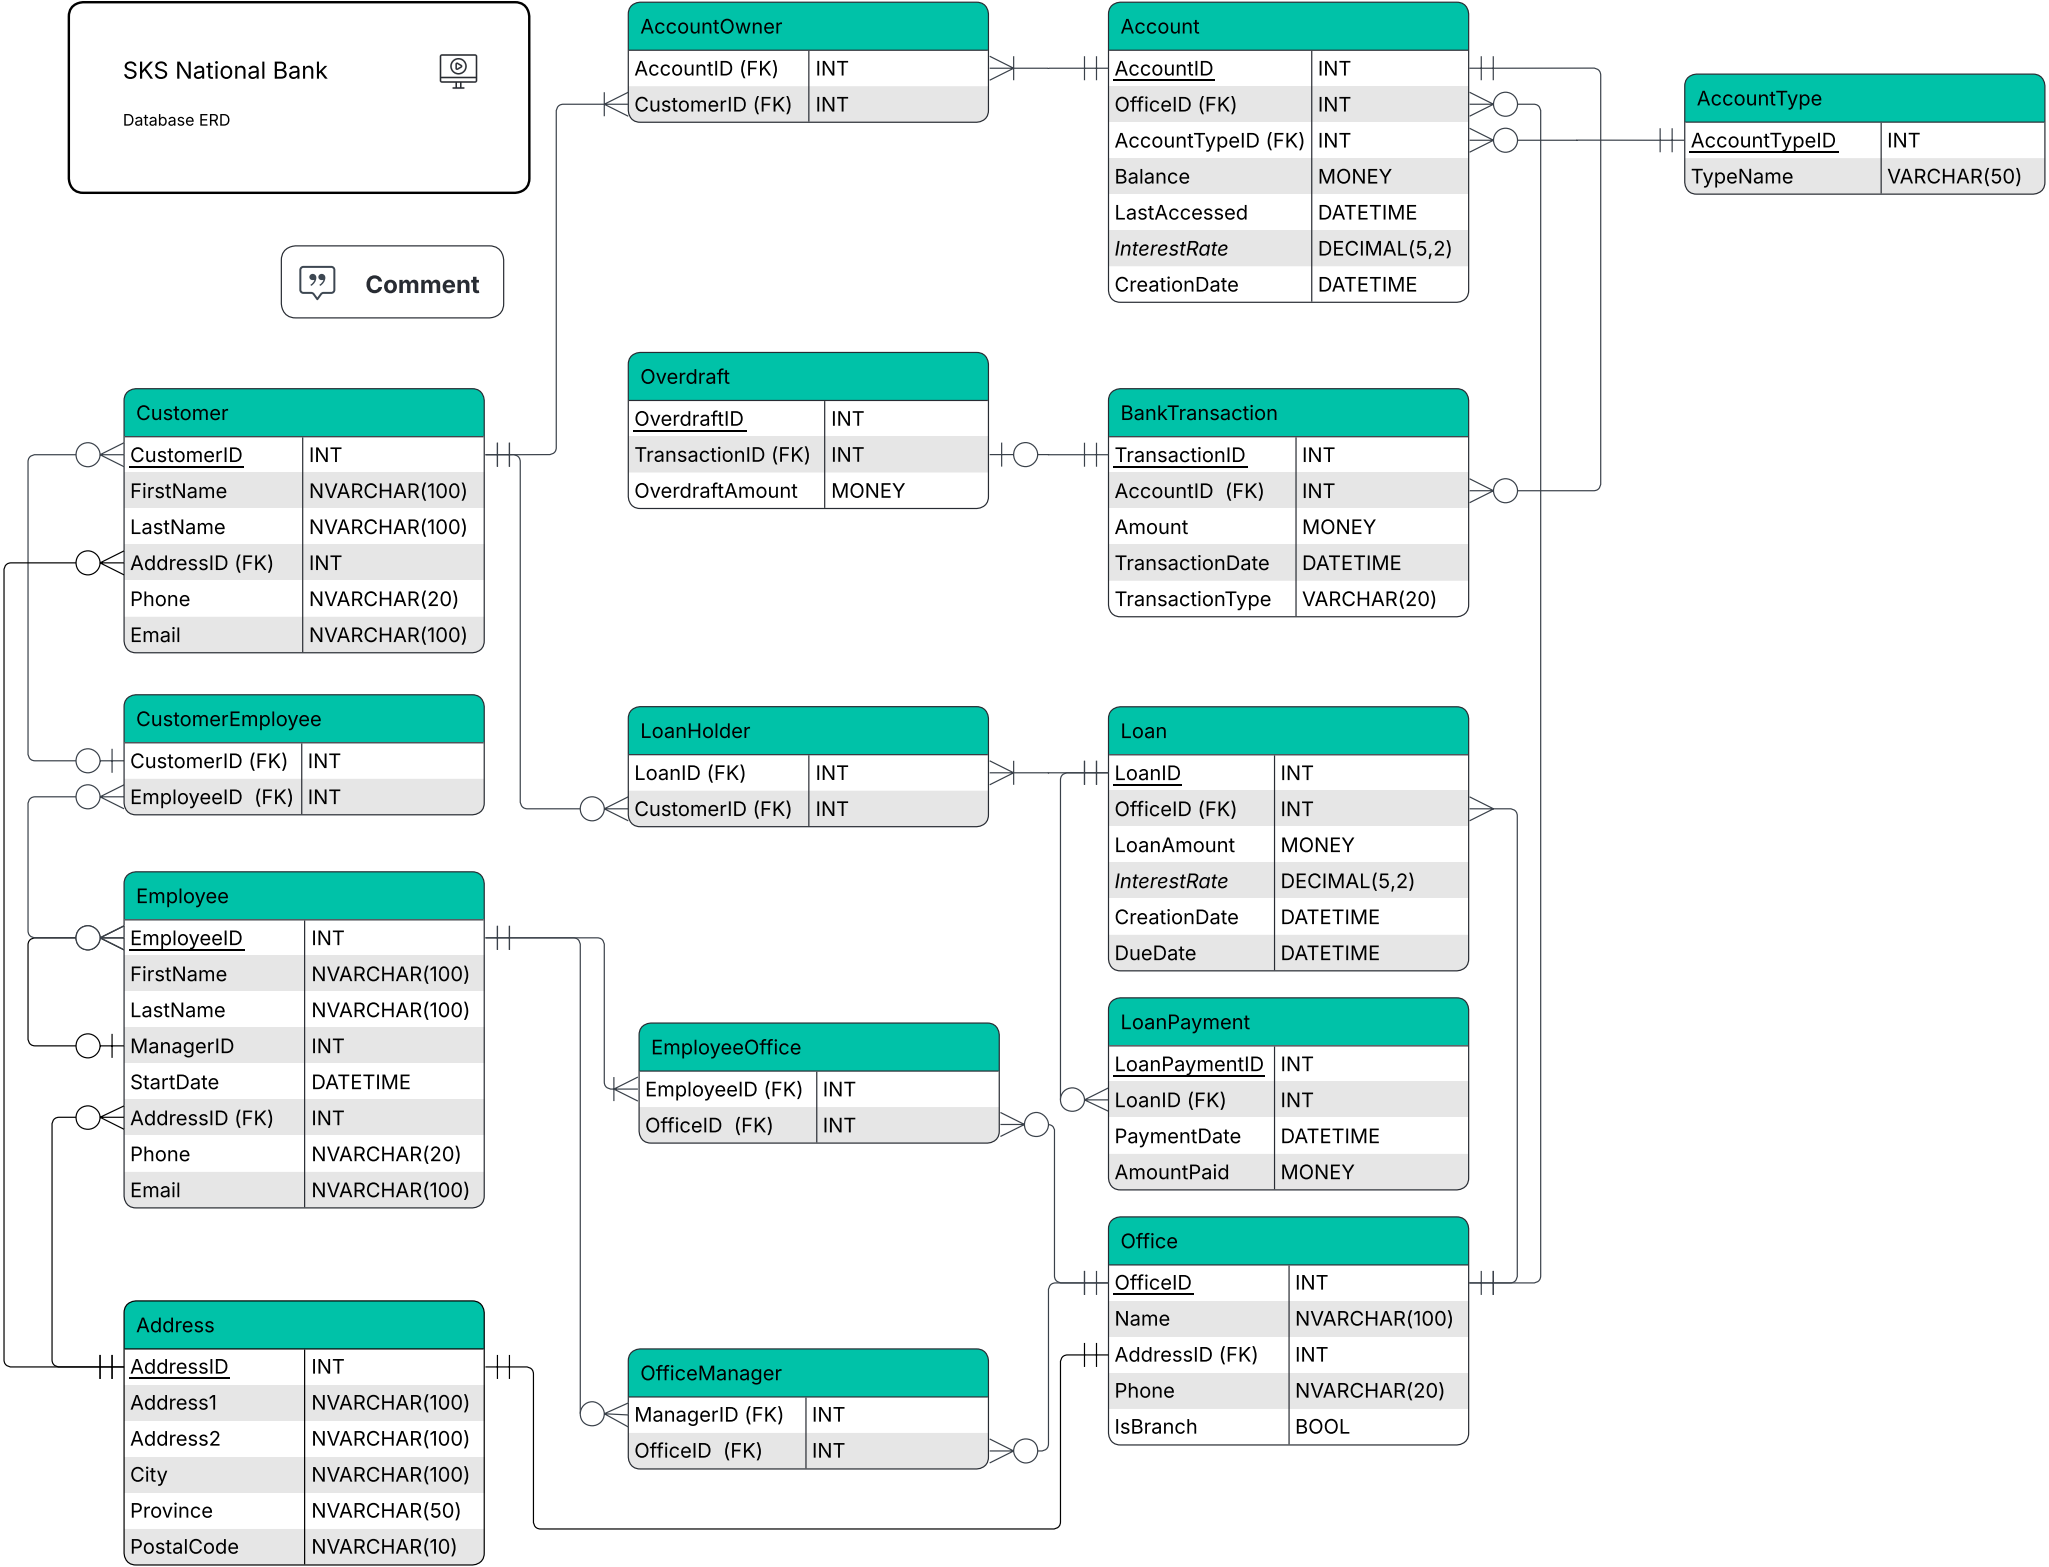 SKS National Bank
Database ERD
Comment
AccountOwner
AccountID (FK) INT
CustomerID (FK) INT
Account
AccountID INT
OfficeID (FK) INT
AccountTypeID (FK) INT
Balance MONEY
LastAccessed DATETIME
InterestRate DECIMAL(5,2)
CreationDate DATETIME
AccountType
AccountTypeID INT
TypeName VARCHAR(50)
Customer
CustomerID INT
FirstName NVARCHAR(100)
LastName NVARCHAR(100)
AddressID (FK) INT
Phone NVARCHAR(20)
Email NVARCHAR(100)
Overdraft
OverdraftID INT
TransactionID (FK) INT
OverdraftAmount MONEY
BankTransaction
TransactionID INT
AccountID (FK) INT
Amount MONEY
TransactionDate DATETIME
TransactionType VARCHAR(20)
CustomerEmployee
CustomerID (FK) INT
EmployeeID (FK) INT
LoanHolder
LoanID (FK) INT
CustomerID (FK) INT
Loan
LoanID INT
OfficeID (FK) INT
LoanAmount MONEY
InterestRate DECIMAL(5,2)
CreationDate DATETIME
DueDate DATETIME
Employee
EmployeeID INT
FirstName NVARCHAR(100)
LastName NVARCHAR(100)
ManagerID INT
StartDate DATETIME
AddressID (FK) INT
Phone NVARCHAR(20)
Email NVARCHAR(100)
EmployeeOffice
EmployeeID (FK) INT
OfficeID (FK) INT
LoanPayment
LoanPaymentID INT
LoanID (FK) INT
PaymentDate DATETIME
AmountPaid MONEY
Office
OfficeID INT
Name NVARCHAR(100)
AddressID (FK) INT
Phone NVARCHAR(20)
IsBranch BOOL
Address
AddressID INT
Address1 NVARCHAR(100)
Address2 NVARCHAR(100)
City NVARCHAR(100)
Province NVARCHAR(50)
PostalCode NVARCHAR(10)
OfficeManager
ManagerID (FK) INT
OfficeID (FK) INT